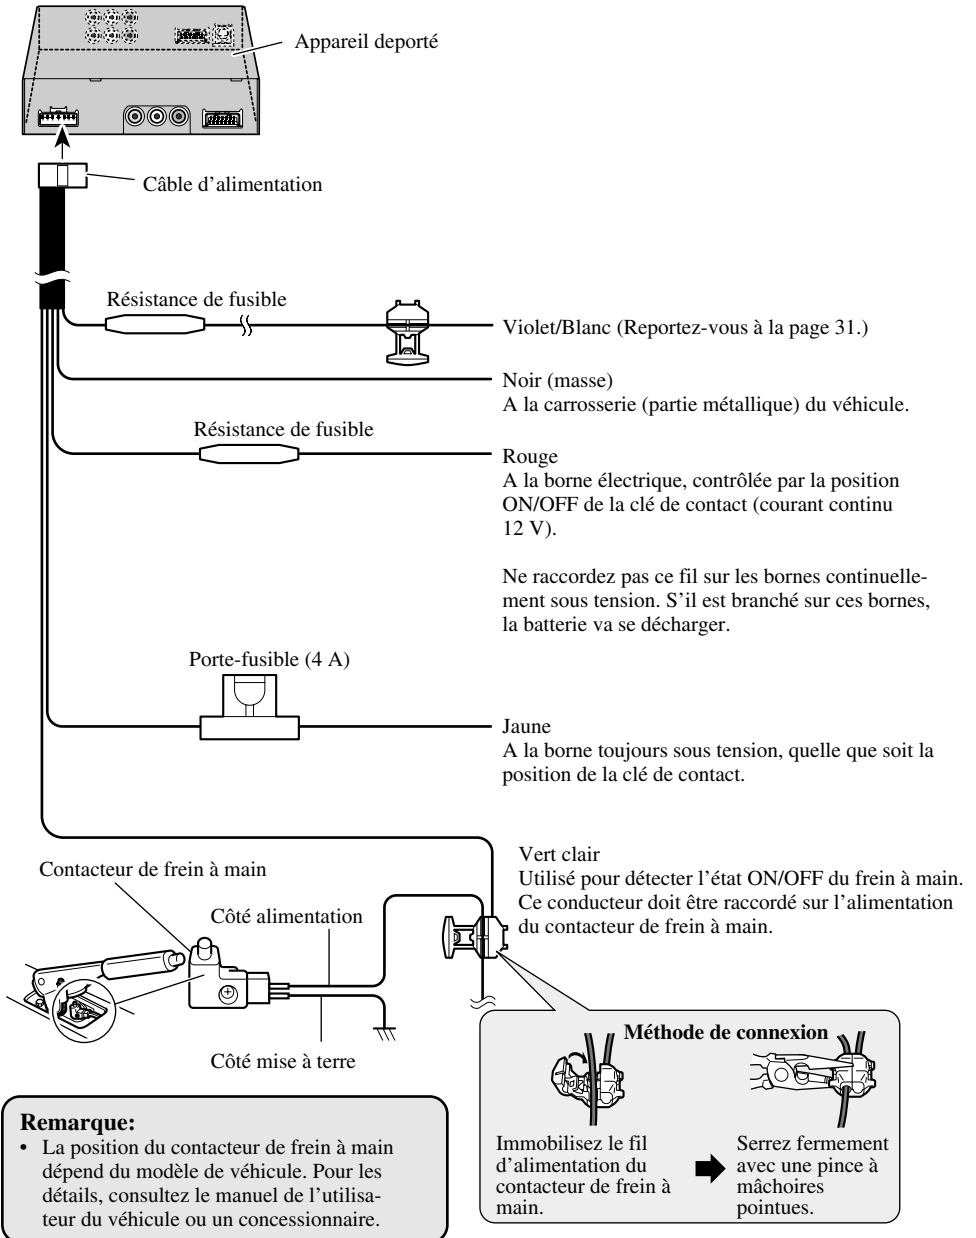 Appareil deporté
Câble d’alimentation
Résistance de fusible
Violet/Blanc (Reportez-vous à la page 31.)
Noir (masse)
A la carrosserie (partie métallique) du véhicule.
Résistance de fusible
Rouge
A la borne électrique, contrôlée par la position
ON/OFF de la clé de contact (courant continu
12 V).
Ne raccordez pas ce fil sur les bornes continuelle-
ment sous tension. S’il est branché sur ces bornes,
la batterie va se décharger.
Porte-fusible (4 A)
Jaune
A la borne toujours sous tension, quelle que soit la
position de la clé de contact.
Vert clair
Utilisé pour détecter l’état ON/OFF du frein à main.
Ce conducteur doit être raccordé sur l’alimentation
du contacteur de frein à main.
Contacteur de frein à main
Côté alimentation
Côté mise à terre
Méthode de connexion
Immobilisez le fil
d’alimentation du
contacteur de frein à
main.
Serrez fermement
avec une pince à
mâchoires
pointues.
Remarque:
• La position du contacteur de frein à main
dépend du modèle de véhicule. Pour les
détails, consultez le manuel de l’utilisa-
teur du véhicule ou un concessionnaire.